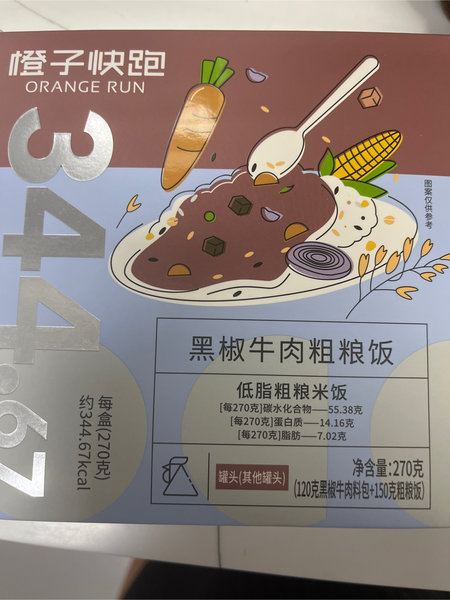 橙子快跑
ORANGE RUN
344.67
图案仅供参考
黑椒牛肉粗粮饭
低脂粗粮米饭
[每270克]碳水化合物——55.38克
[每270克]蛋白质——14.16克
[每270克]脂肪——7.02克
每盒(270克)
约344.67kcal
罐头(其他罐头)
净含量:270克
(120克黑椒牛肉料包+150克粗粮饭)